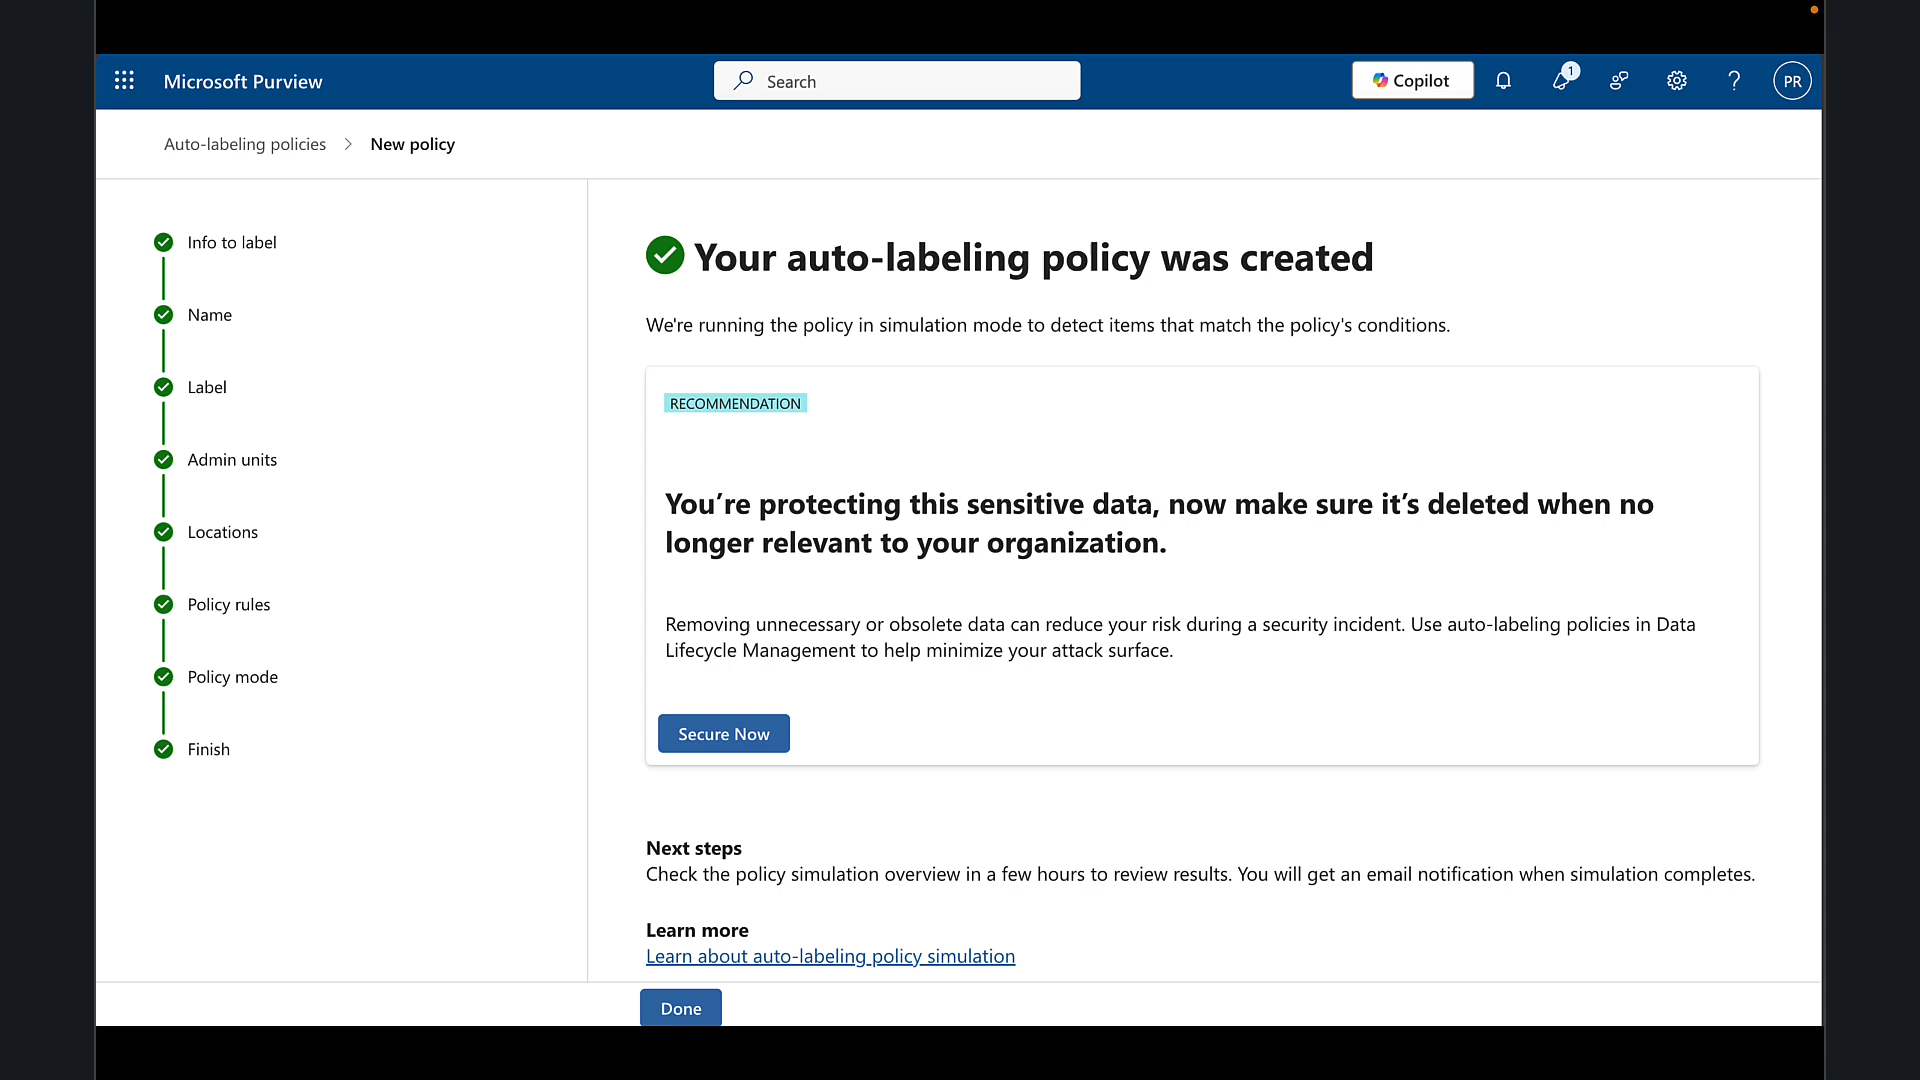 Microsoft Purview
Search
Copilot
1
PR
Auto-labeling policies
New policy
Info to label
Name
Label
Admin units
Locations
Policy rules
Policy mode
Finish
Your auto-labeling policy was created
We're running the policy in simulation mode to detect items that match the policy's conditions.
RECOMMENDATION
You’re protecting this sensitive data, now make sure it’s deleted when no
longer relevant to your organization.
Removing unnecessary or obsolete data can reduce your risk during a security incident. Use auto-labeling policies in Data
Lifecycle Management to help minimize your attack surface.
Secure Now
Next steps
Check the policy simulation overview in a few hours to review results. You will get an email notification when simulation completes.
Learn more
Learn about auto-labeling policy simulation
Done